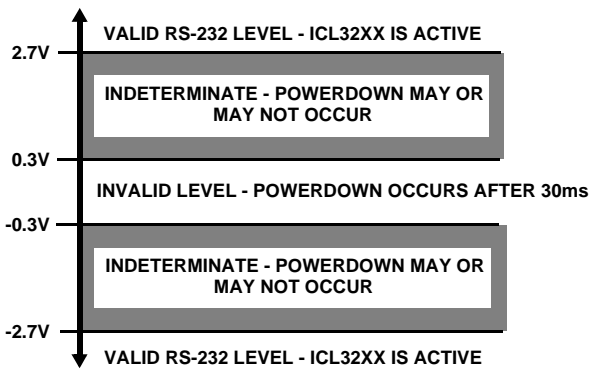 VALID RS-232 LEVEL - ICL32XX IS ACTIVE
2.7V
INDETERMINATE - POWERDOWN MAY OR
MAY NOT OCCUR
0.3V
INVALID LEVEL - POWERDOWN OCCURS AFTER 30ms
-0.3V
INDETERMINATE - POWERDOWN MAY OR
MAY NOT OCCUR
-2.7V
VALID RS-232 LEVEL - ICL32XX IS ACTIVE